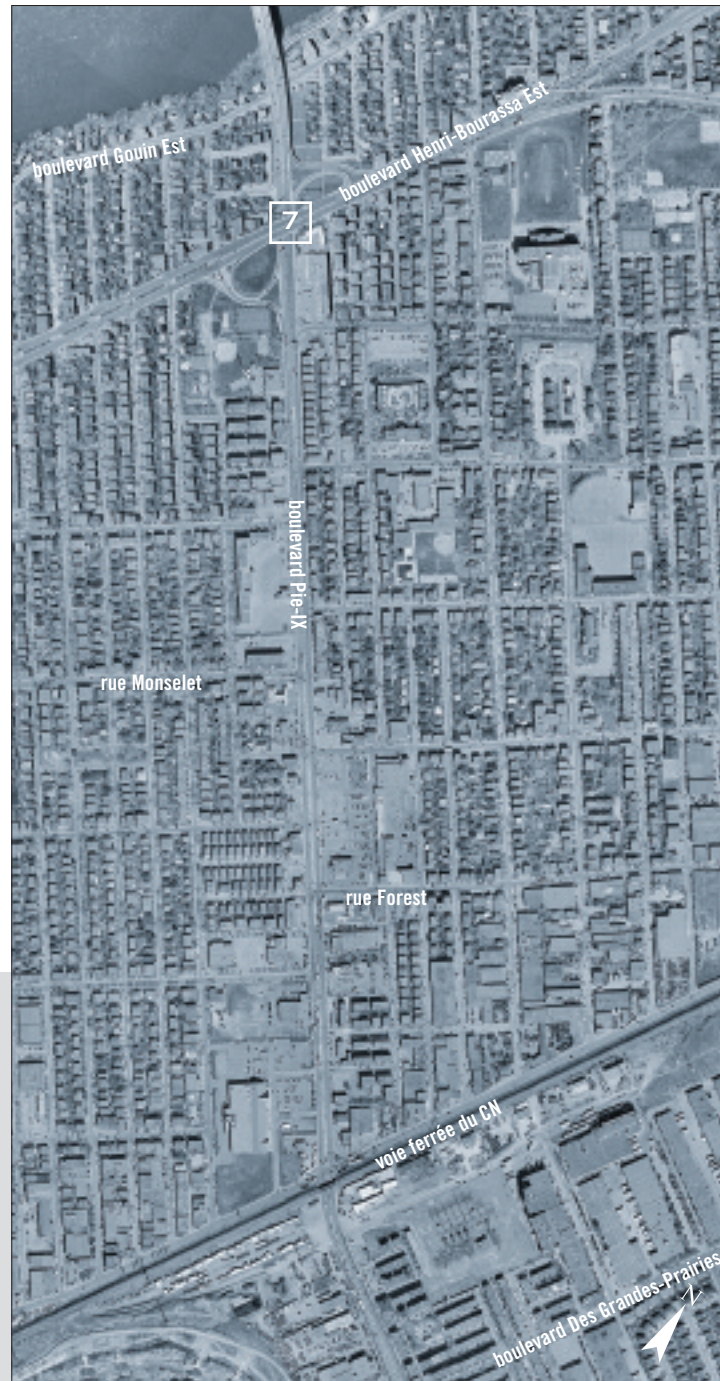 boulevard Gouin Est
boulevard Henri-Bourassa Est
7
boulevard Pie-IX
rue Monselet
rue Forest
voie ferrée du CN
boulevard Des Grandes-Prairies
N